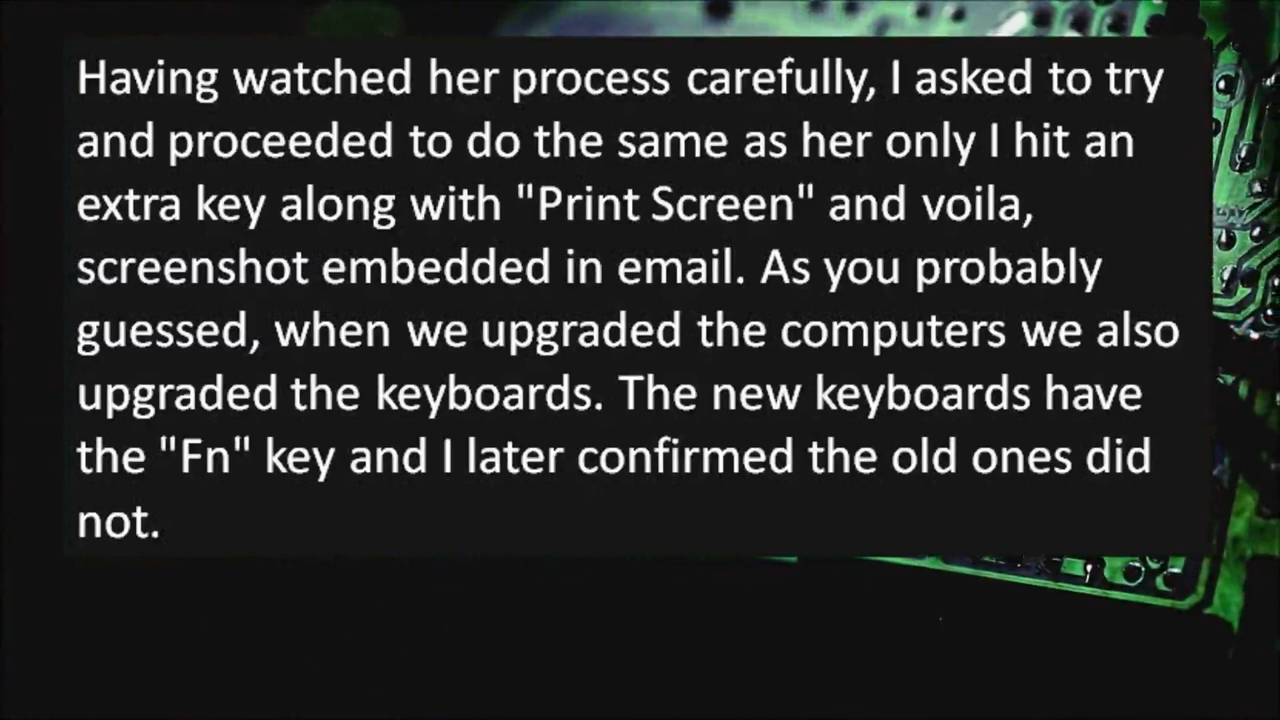 Having watched her process carefully, I asked to try
and proceeded to do the same as her only I hit an
extra key along with "Print Screen" and voila,
screenshot embedded in email. As you probably
guessed, when we upgraded the computers we also
upgraded the keyboards. The new keyboards have
the "Fn" key and I later confirmed the old ones did
not.